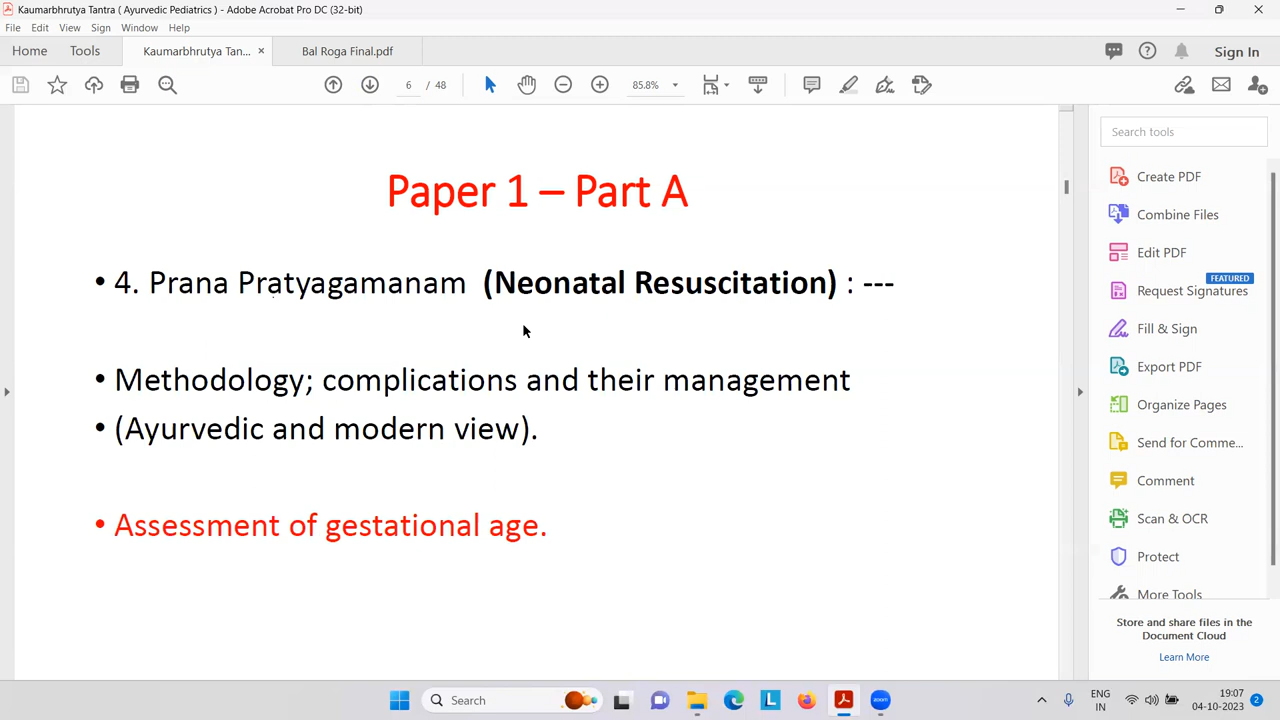 Kaumarbhrutya Tantra ( Ayurvedic Pediatrics ) - Adobe Acrobat Pro DC (32-bit)
File Edit View Sign Window Help
Home Tools Kaumarbhrutya Tan... × Bal Roga Final.pdf Sign In
6 / 48 85.8%
Search tools
Paper 1 – Part A
• 4. Prana Pratyagamanam (Neonatal Resuscitation) : ---
• Methodology; complications and their management
• (Ayurvedic and modern view).
• Assessment of gestational age.
Create PDF
Combine Files
Edit PDF
FEATURED
Request Signatures
Fill & Sign
Export PDF
Organize Pages
Send for Comme...
Comment
Scan & OCR
Protect
More Tools
Store and share files in the
Document Cloud
Learn More
Search
ENG
IN
19:07
04-10-2023
2